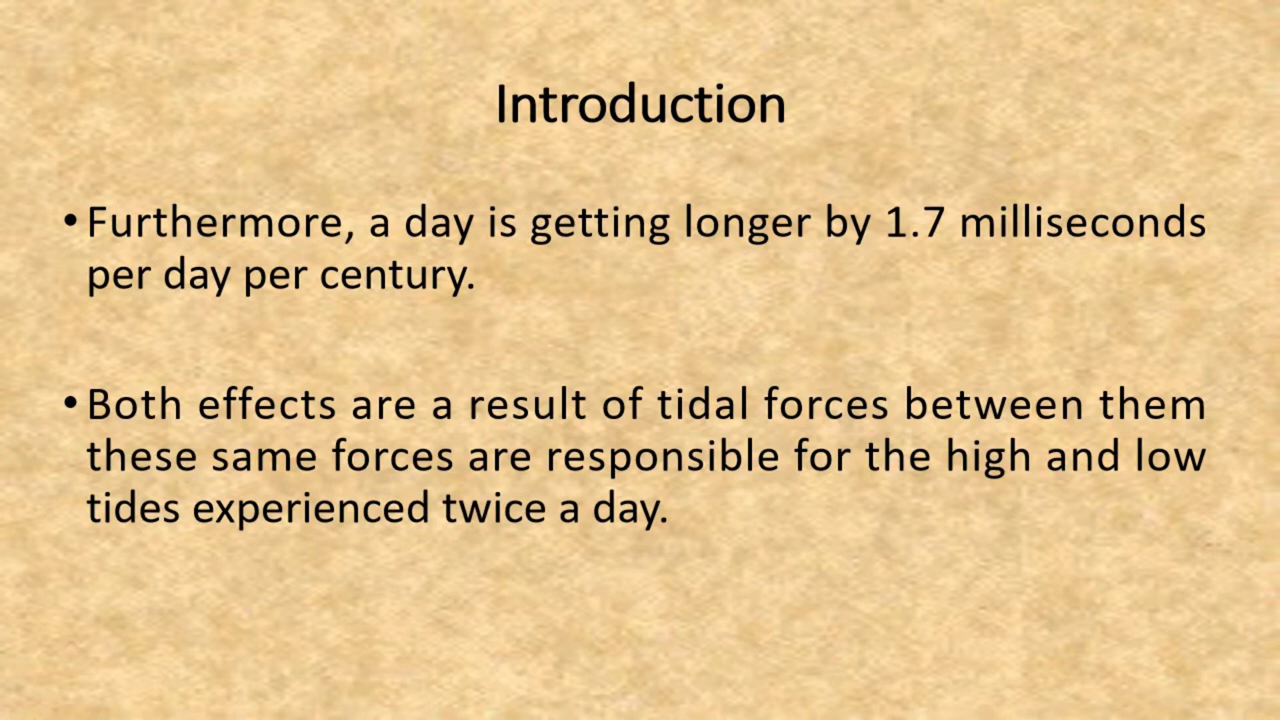 Introduction
• Furthermore, a day is getting longer by 1.7 milliseconds
per day per century.
• Both effects are a result of tidal forces between them
these same forces are responsible for the high and low
tides experienced twice a day.